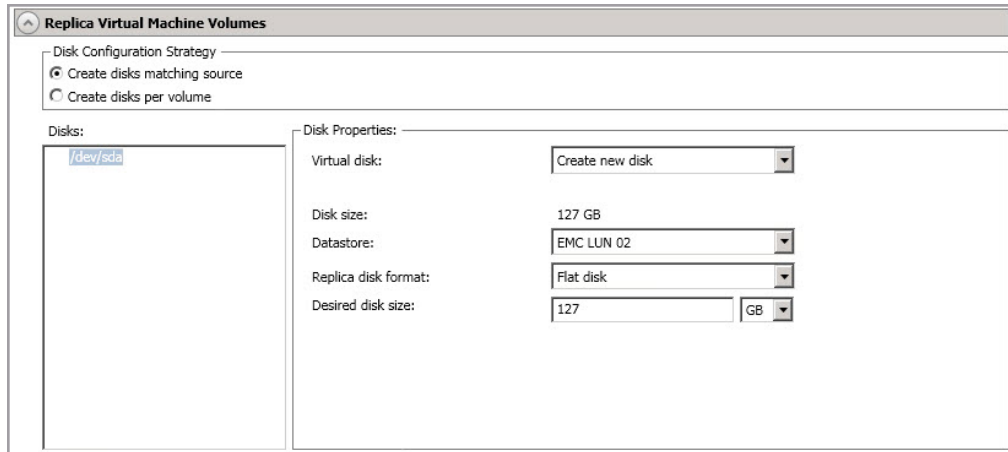 Replica Virtual Machine Volumes
Disk Configuration Strategy
Create disks matching source
Create disks per volume
Disks:
/dev/sda
Disk Properties:
Virtual disk: Create new disk
Disk size: 127 GB
Datastore: EMC LUN 02
Replica disk format: Flat disk
Desired disk size: 127 GB